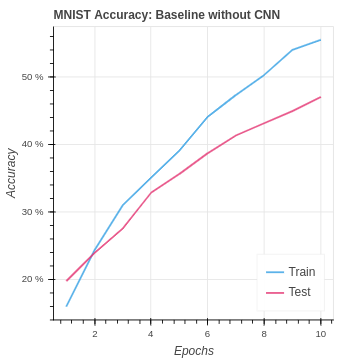 MNIST Accuracy: Baseline without CNN
50 %
40 %
30 %
20 %
Accuracy
Train
Test
2
4
6
8
10
Epochs